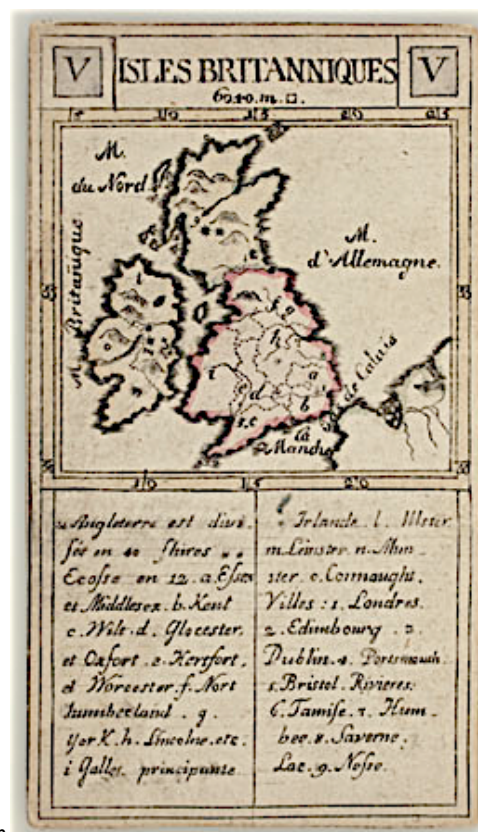 V ISLES BRITANNIQUES V
M.
du Nord
M.
d'Allemagne.
M. Britañique
de Calais
la
Manche
Angleterre est divi-
sée en 40 shires
Ecosse en 12. a. Essex
et Middlesex. b. Kent
c. Wilt. d. Glocester.
et Oxfort. e. Hertfort.
et Worcester. f. Nort
humberland. g.
York. h. Lincolne. etc.
i Galles principauté
Irlande l. Ulster
m. Leinster n. Mun-
ster. o. Connaught.
Villes : 1. Londres.
2. Edimbourg. 3.
Dublin. 4. Portsmouth.
5. Bristol. Rivieres.
6. Tamise. 7. Hum-
ber. 8. Saverne.
Lac. 9. Nesse.